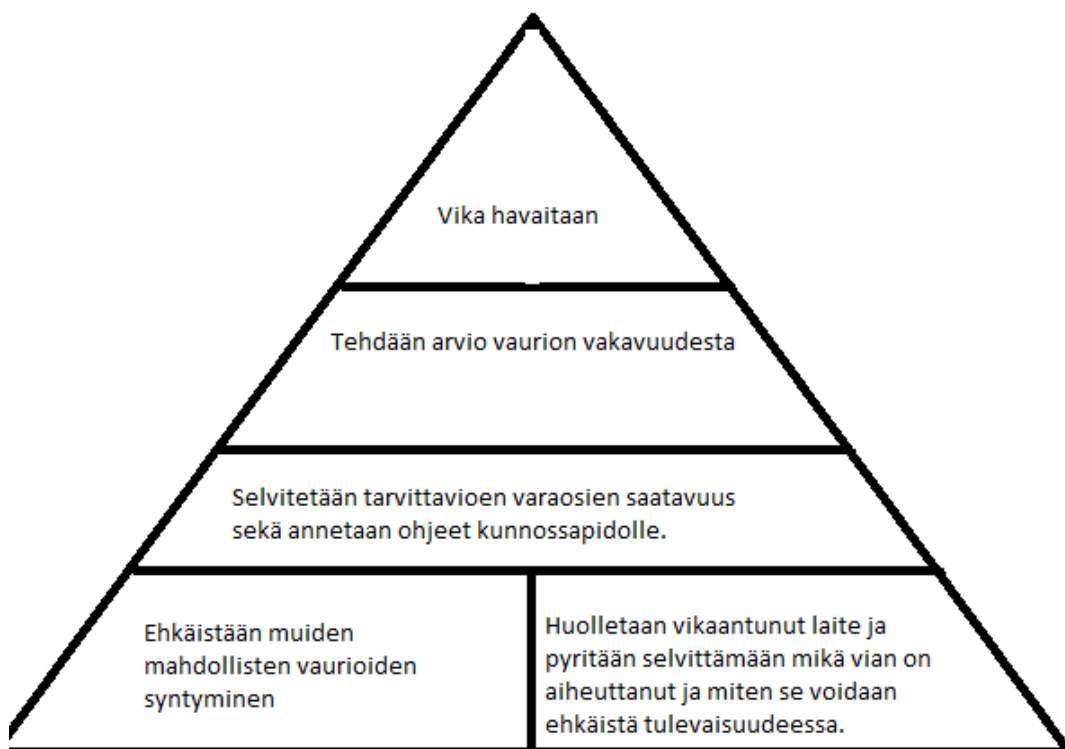 Vika havaitaan
Tehdään arvio vaurion vakavuudesta
Selvitetään tarvittavioen varaosien saatavuus
sekä annetaan ohjeet kunnossapidolle.
Ehkäistään muiden
mahdollisten vaurioiden
syntyminen
Huolletaan vikaantunut laite ja
pyritään selvittämään mikä vian on
aiheuttanut ja miten se voidaan
ehkäistä tulevaisuudeessa.